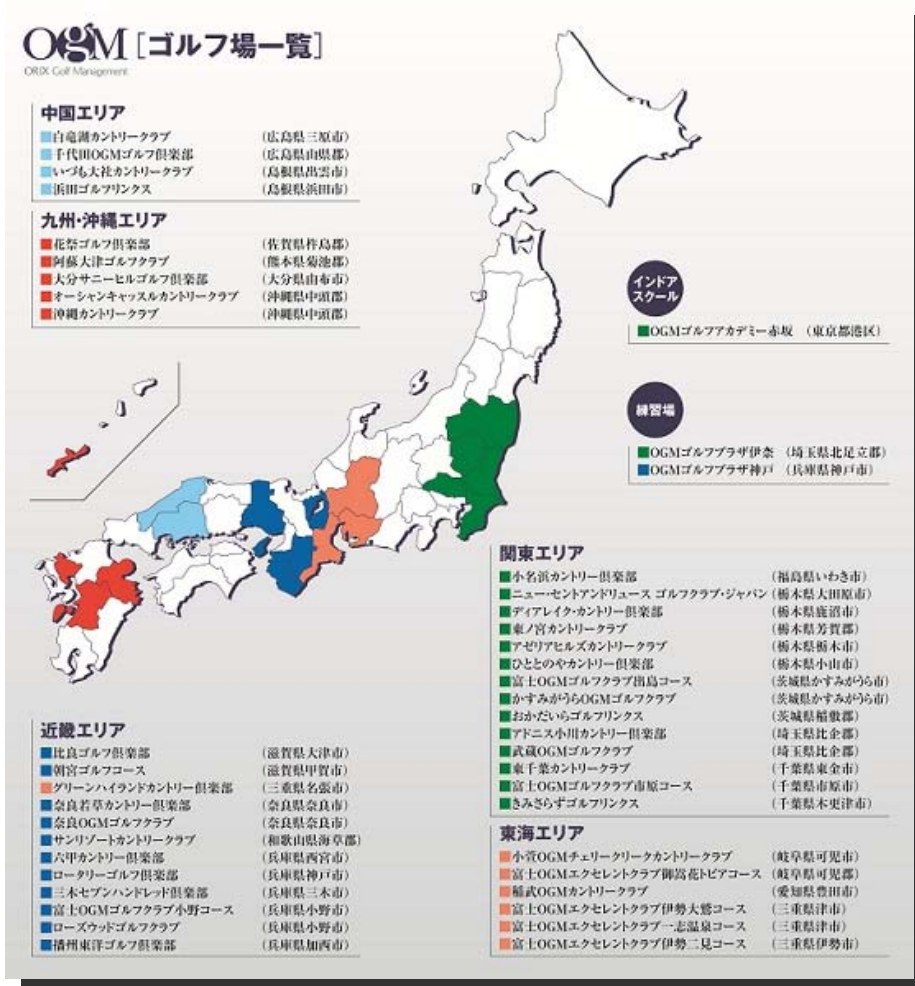 OGM [ゴルフ場一覧]
ORIX Golf Management
中国エリア
白竜湖カントリークラブ (広島県三原市)
千代田OGMゴルフ倶楽部 (広島県山県郡)
いづも大社カントリークラブ (島根県出雲市)
浜田ゴルフリンクス (島根県浜田市)
九州・沖縄エリア
花祭ゴルフ倶楽部 (佐賀県杵島郡)
阿蘇大津ゴルフクラブ (熊本県菊池郡)
大分サニーヒルゴルフ倶楽部 (大分県由布市)
オーシャンキャッスルカントリークラブ (沖縄県中頭郡)
沖縄カントリークラブ (沖縄県中頭郡)
インドア
スクール
OGMゴルフアカデミー赤坂 (東京都港区)
練習場
OGMゴルフプラザ伊奈 (埼玉県北足立郡)
OGMゴルフプラザ神戸 (兵庫県神戸市)
関東エリア
小名浜カントリー倶楽部 (福島県いわき市)
ニュー・セントアンドリュース ゴルフクラブ・ジャパン (栃木県大田原市)
ディアレイク・カントリー倶楽部 (栃木県鹿沼市)
東ノ宮カントリークラブ (栃木県芳賀郡)
アゼリアヒルズカントリークラブ (栃木県栃木市)
ひととのやカントリー倶楽部 (栃木県小山市)
富士OGMゴルフクラブ出島コース (茨城県かすみがうら市)
かすみがうらOGMゴルフクラブ (茨城県かすみがうら市)
おかだいらゴルフリンクス (茨城県稲敷郡)
アドニス小川カントリー倶楽部 (埼玉県比企郡)
武蔵OGMゴルフクラブ (埼玉県比企郡)
東千葉カントリークラブ (千葉県東金市)
富士OGMゴルフクラブ市原コース (千葉県市原市)
きみさらずゴルフリンクス (千葉県木更津市)
近畿エリア
比良ゴルフ倶楽部 (滋賀県大津市)
朝宮ゴルフコース (滋賀県甲賀市)
グリーンハイランドカントリー倶楽部 (三重県名張市)
奈良若草カントリー倶楽部 (奈良県奈良市)
奈良OGMゴルフクラブ (奈良県奈良市)
サンリゾートカントリークラブ (和歌山県海草郡)
六甲カントリー倶楽部 (兵庫県西宮市)
ロータリーゴルフ倶楽部 (兵庫県神戸市)
三木セブンハンドレッド倶楽部 (兵庫県三木市)
富士OGMゴルフクラブ小野コース (兵庫県小野市)
ローズウッドゴルフクラブ (兵庫県小野市)
播州東洋ゴルフ倶楽部 (兵庫県加西市)
東海エリア
小萱OGMチェリークリークカントリークラブ (岐阜県可児市)
富士OGMエクセレントクラブ御嵩花トピアコース (岐阜県可児郡)
稲武OGMカントリークラブ (愛知県豊田市)
富士OGMエクセレントクラブ伊勢大鷲コース (三重県津市)
富士OGMエクセレントクラブ一志温泉コース (三重県津市)
富士OGMエクセレントクラブ伊勢二見コース (三重県伊勢市)